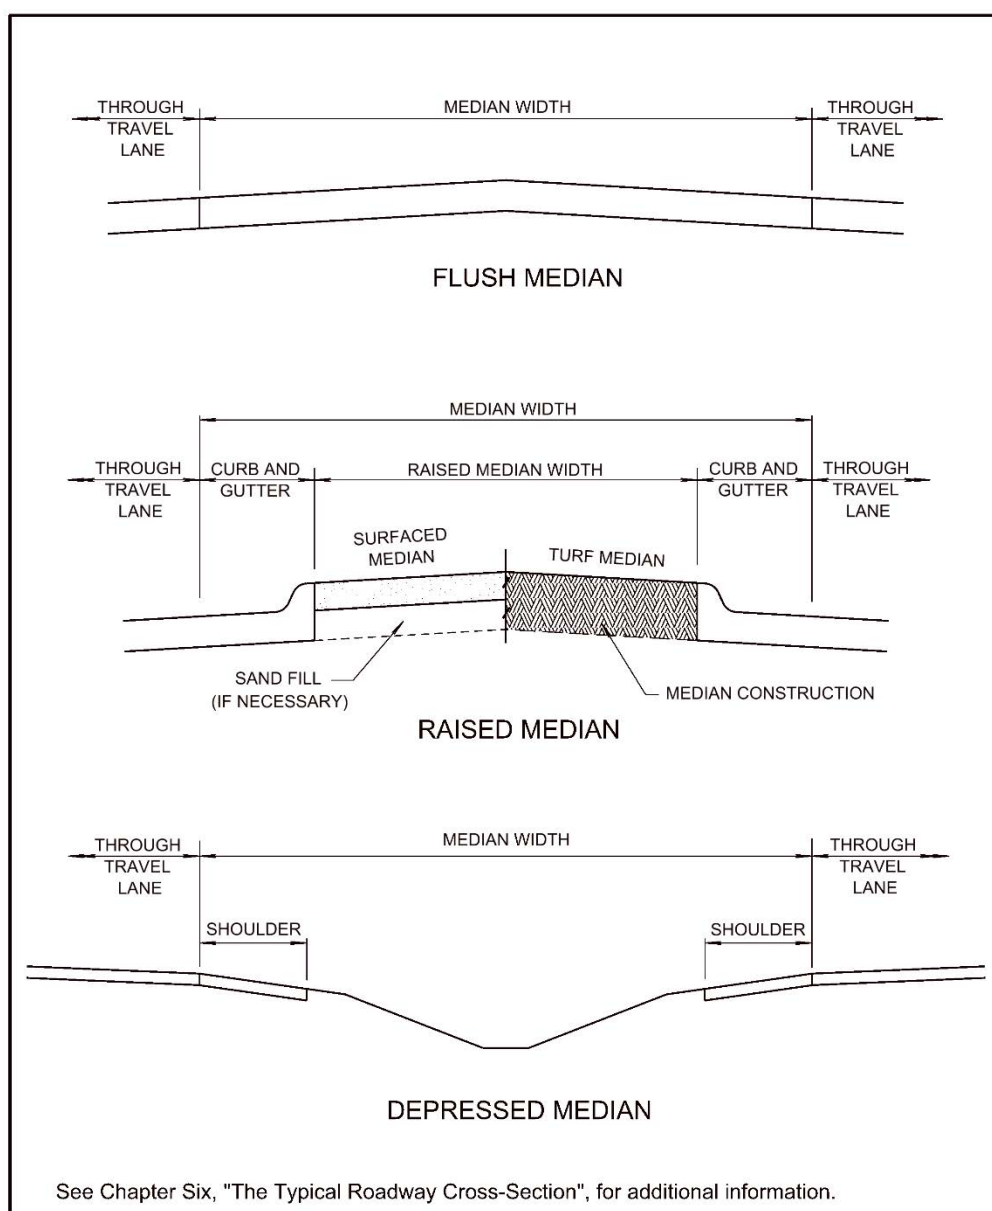 THROUGH
TRAVEL
LANE
MEDIAN WIDTH
THROUGH
TRAVEL
LANE
FLUSH MEDIAN
MEDIAN WIDTH
THROUGH
TRAVEL
LANE
CURB AND
GUTTER
RAISED MEDIAN WIDTH
CURB AND
GUTTER
THROUGH
TRAVEL
LANE
SURFACED
MEDIAN
TURF MEDIAN
SAND FILL
(IF NECESSARY)
MEDIAN CONSTRUCTION
RAISED MEDIAN
THROUGH
TRAVEL
LANE
MEDIAN WIDTH
THROUGH
TRAVEL
LANE
SHOULDER
SHOULDER
DEPRESSED MEDIAN
See Chapter Six, "The Typical Roadway Cross-Section", for additional information.